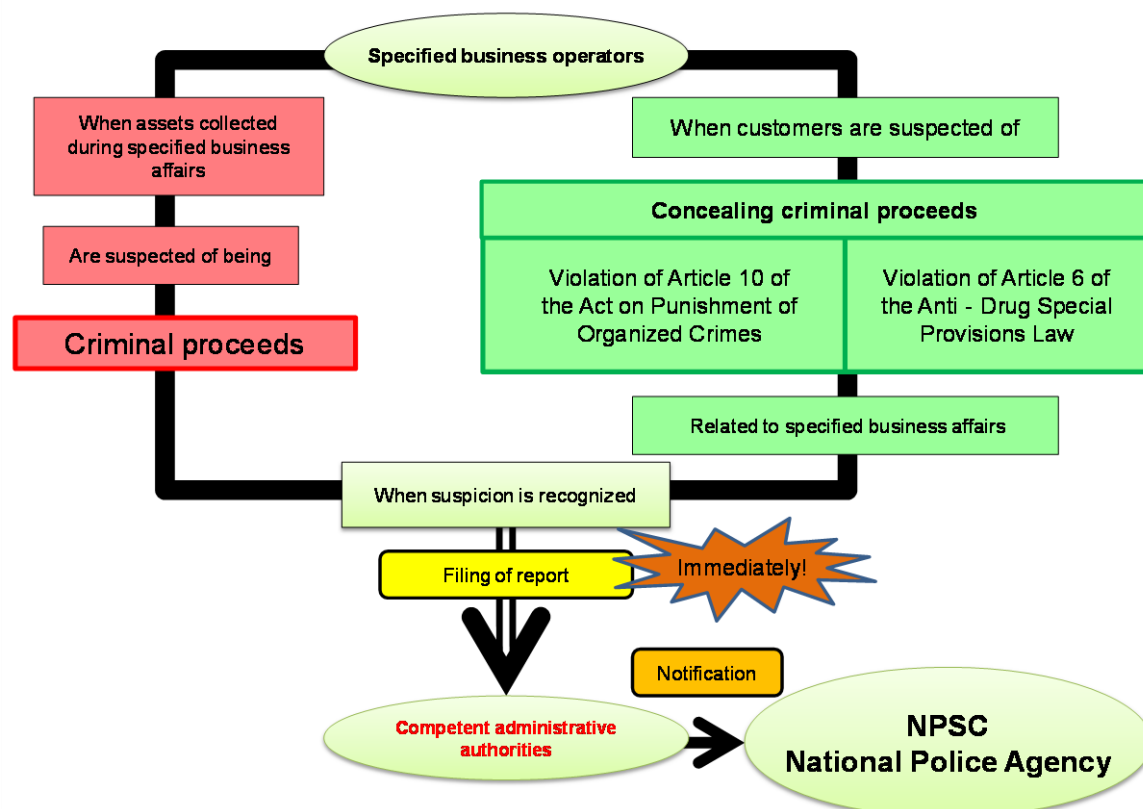 Specified business operators
When assets collected
during specified business
affairs
Are suspected of being
Criminal proceeds
When customers are suspected of
Concealing criminal proceeds
Violation of Article 10 of
the Act on Punishment of
Organized Crimes
Violation of Article 6 of
the Anti - Drug Special
Provisions Law
Related to specified business affairs
When suspicion is recognized
Filing of report
Immediately!
Notification
Competent administrative
authorities
NPSC
National Police Agency